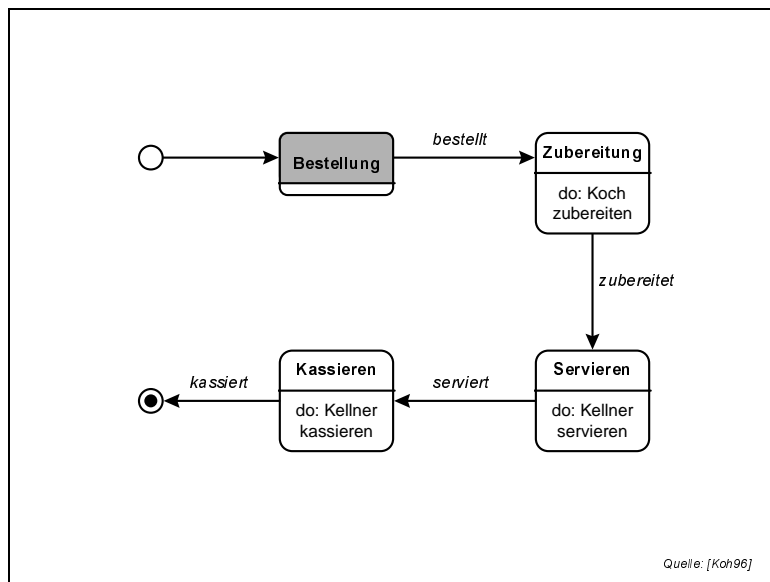 Bestellung
bestellt
Zubereitung
do: Koch
zubereiten
zubereitet
Kassieren
do: Kellner
kassieren
kassiert
serviert
Servieren
do: Kellner
servieren
Quelle: [Koh96]